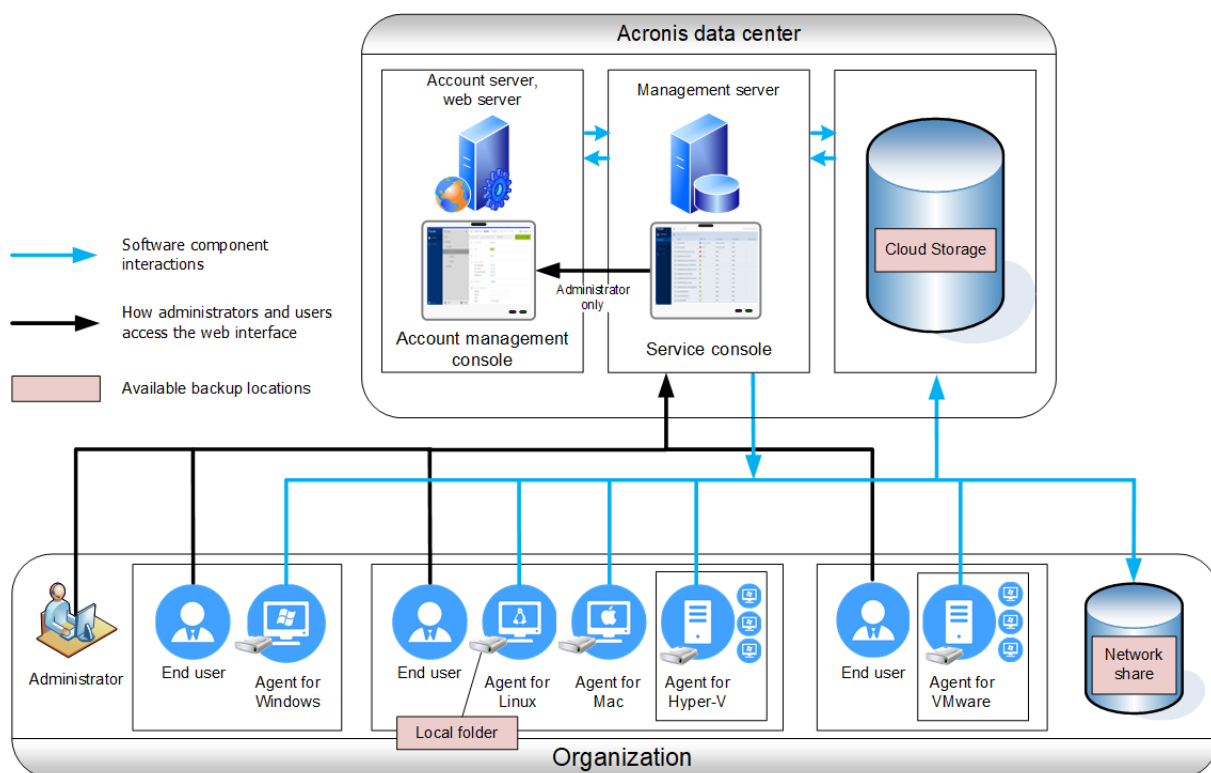 Acronis data center
Account server,
web server
Management server
Cloud Storage
Administrator
only
Account management
console
Service console
Software component
interactions
How administrators and users
access the web interface
Available backup locations
Administrator
End user
Agent for
Windows
End user
Agent for
Linux
Agent for
Mac
Agent for
Hyper-V
End user
Agent for
VMware
Network
share
Local folder
Organization